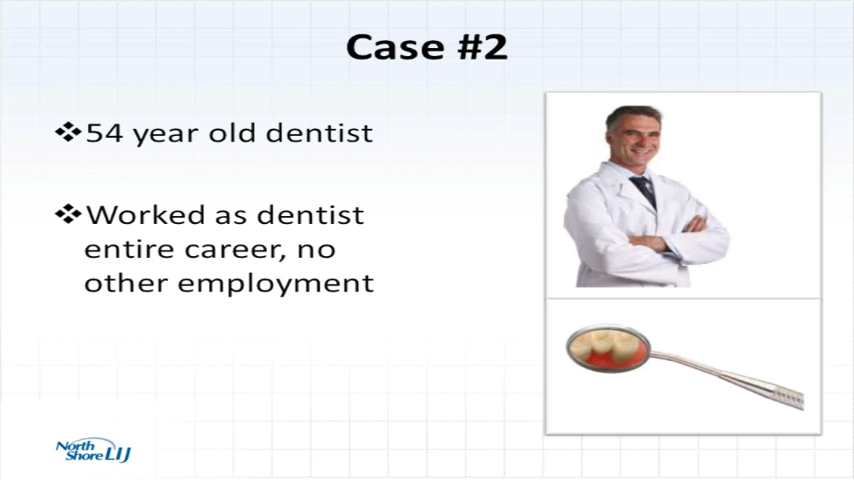 Case #2
❖54 year old dentist
❖Worked as dentist
entire career, no
other employment
North
Shore LIJ